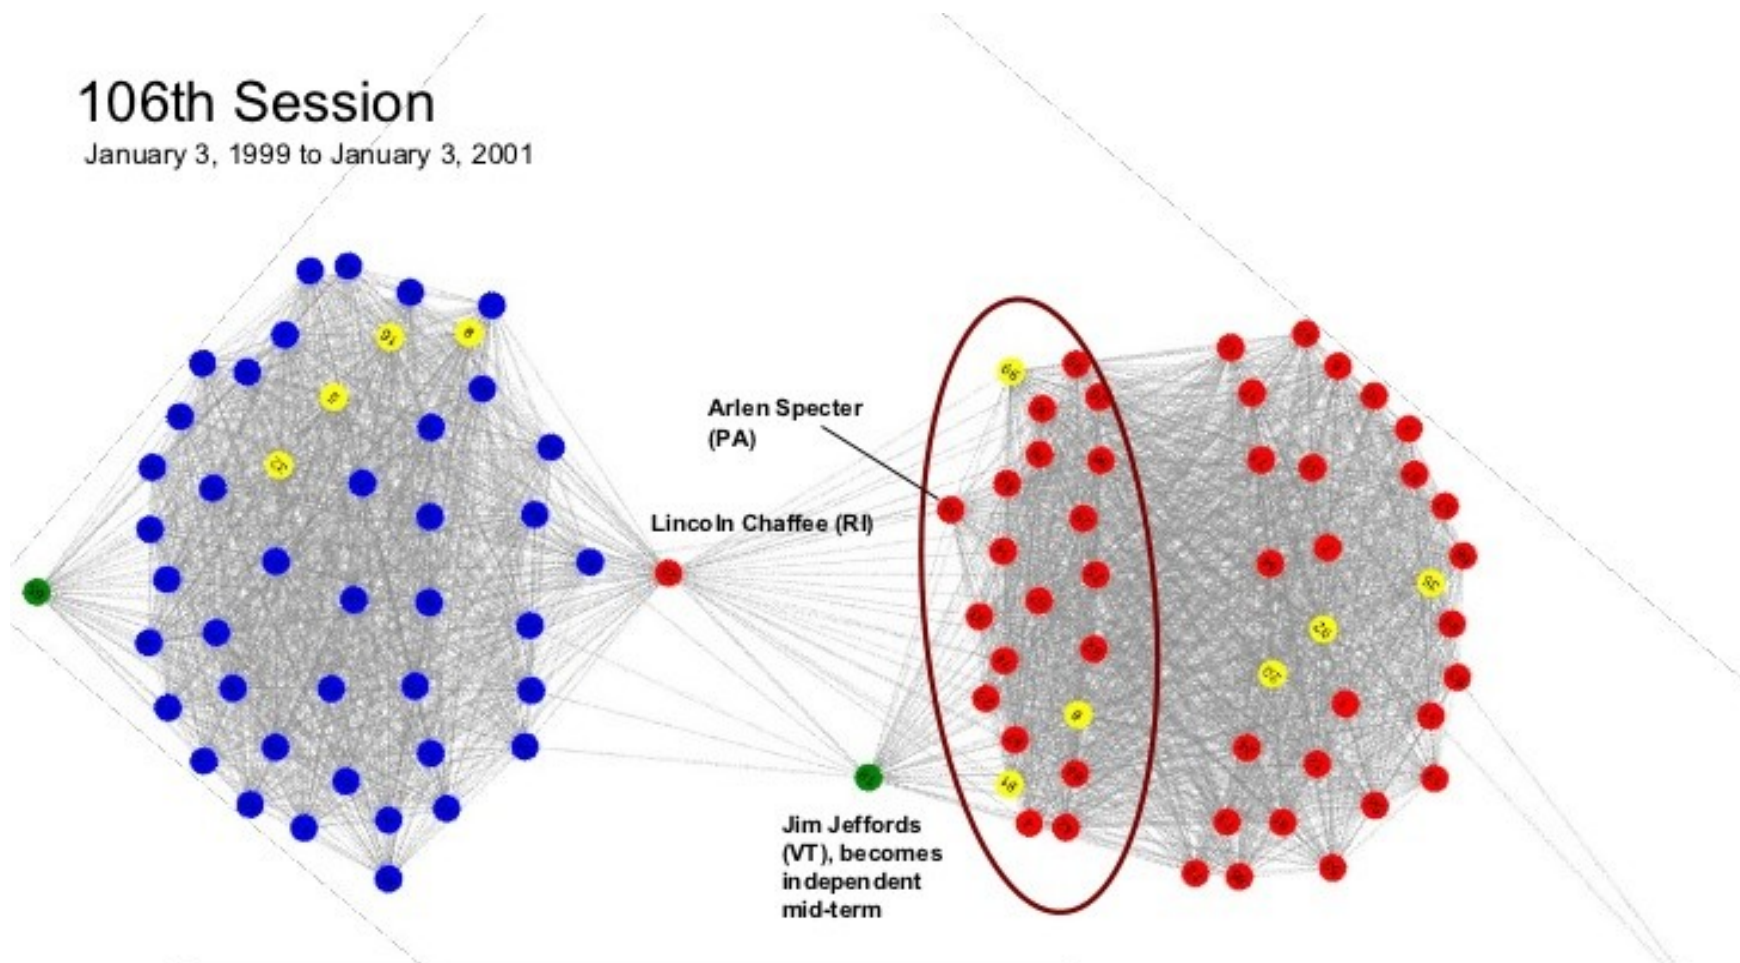 106th Session
January 3, 1999 to January 3, 2001
Arlen Specter
(PA)
Lincoln Chaffee (RI)
Jim Jeffords
(VT), becomes
independent
mid-term